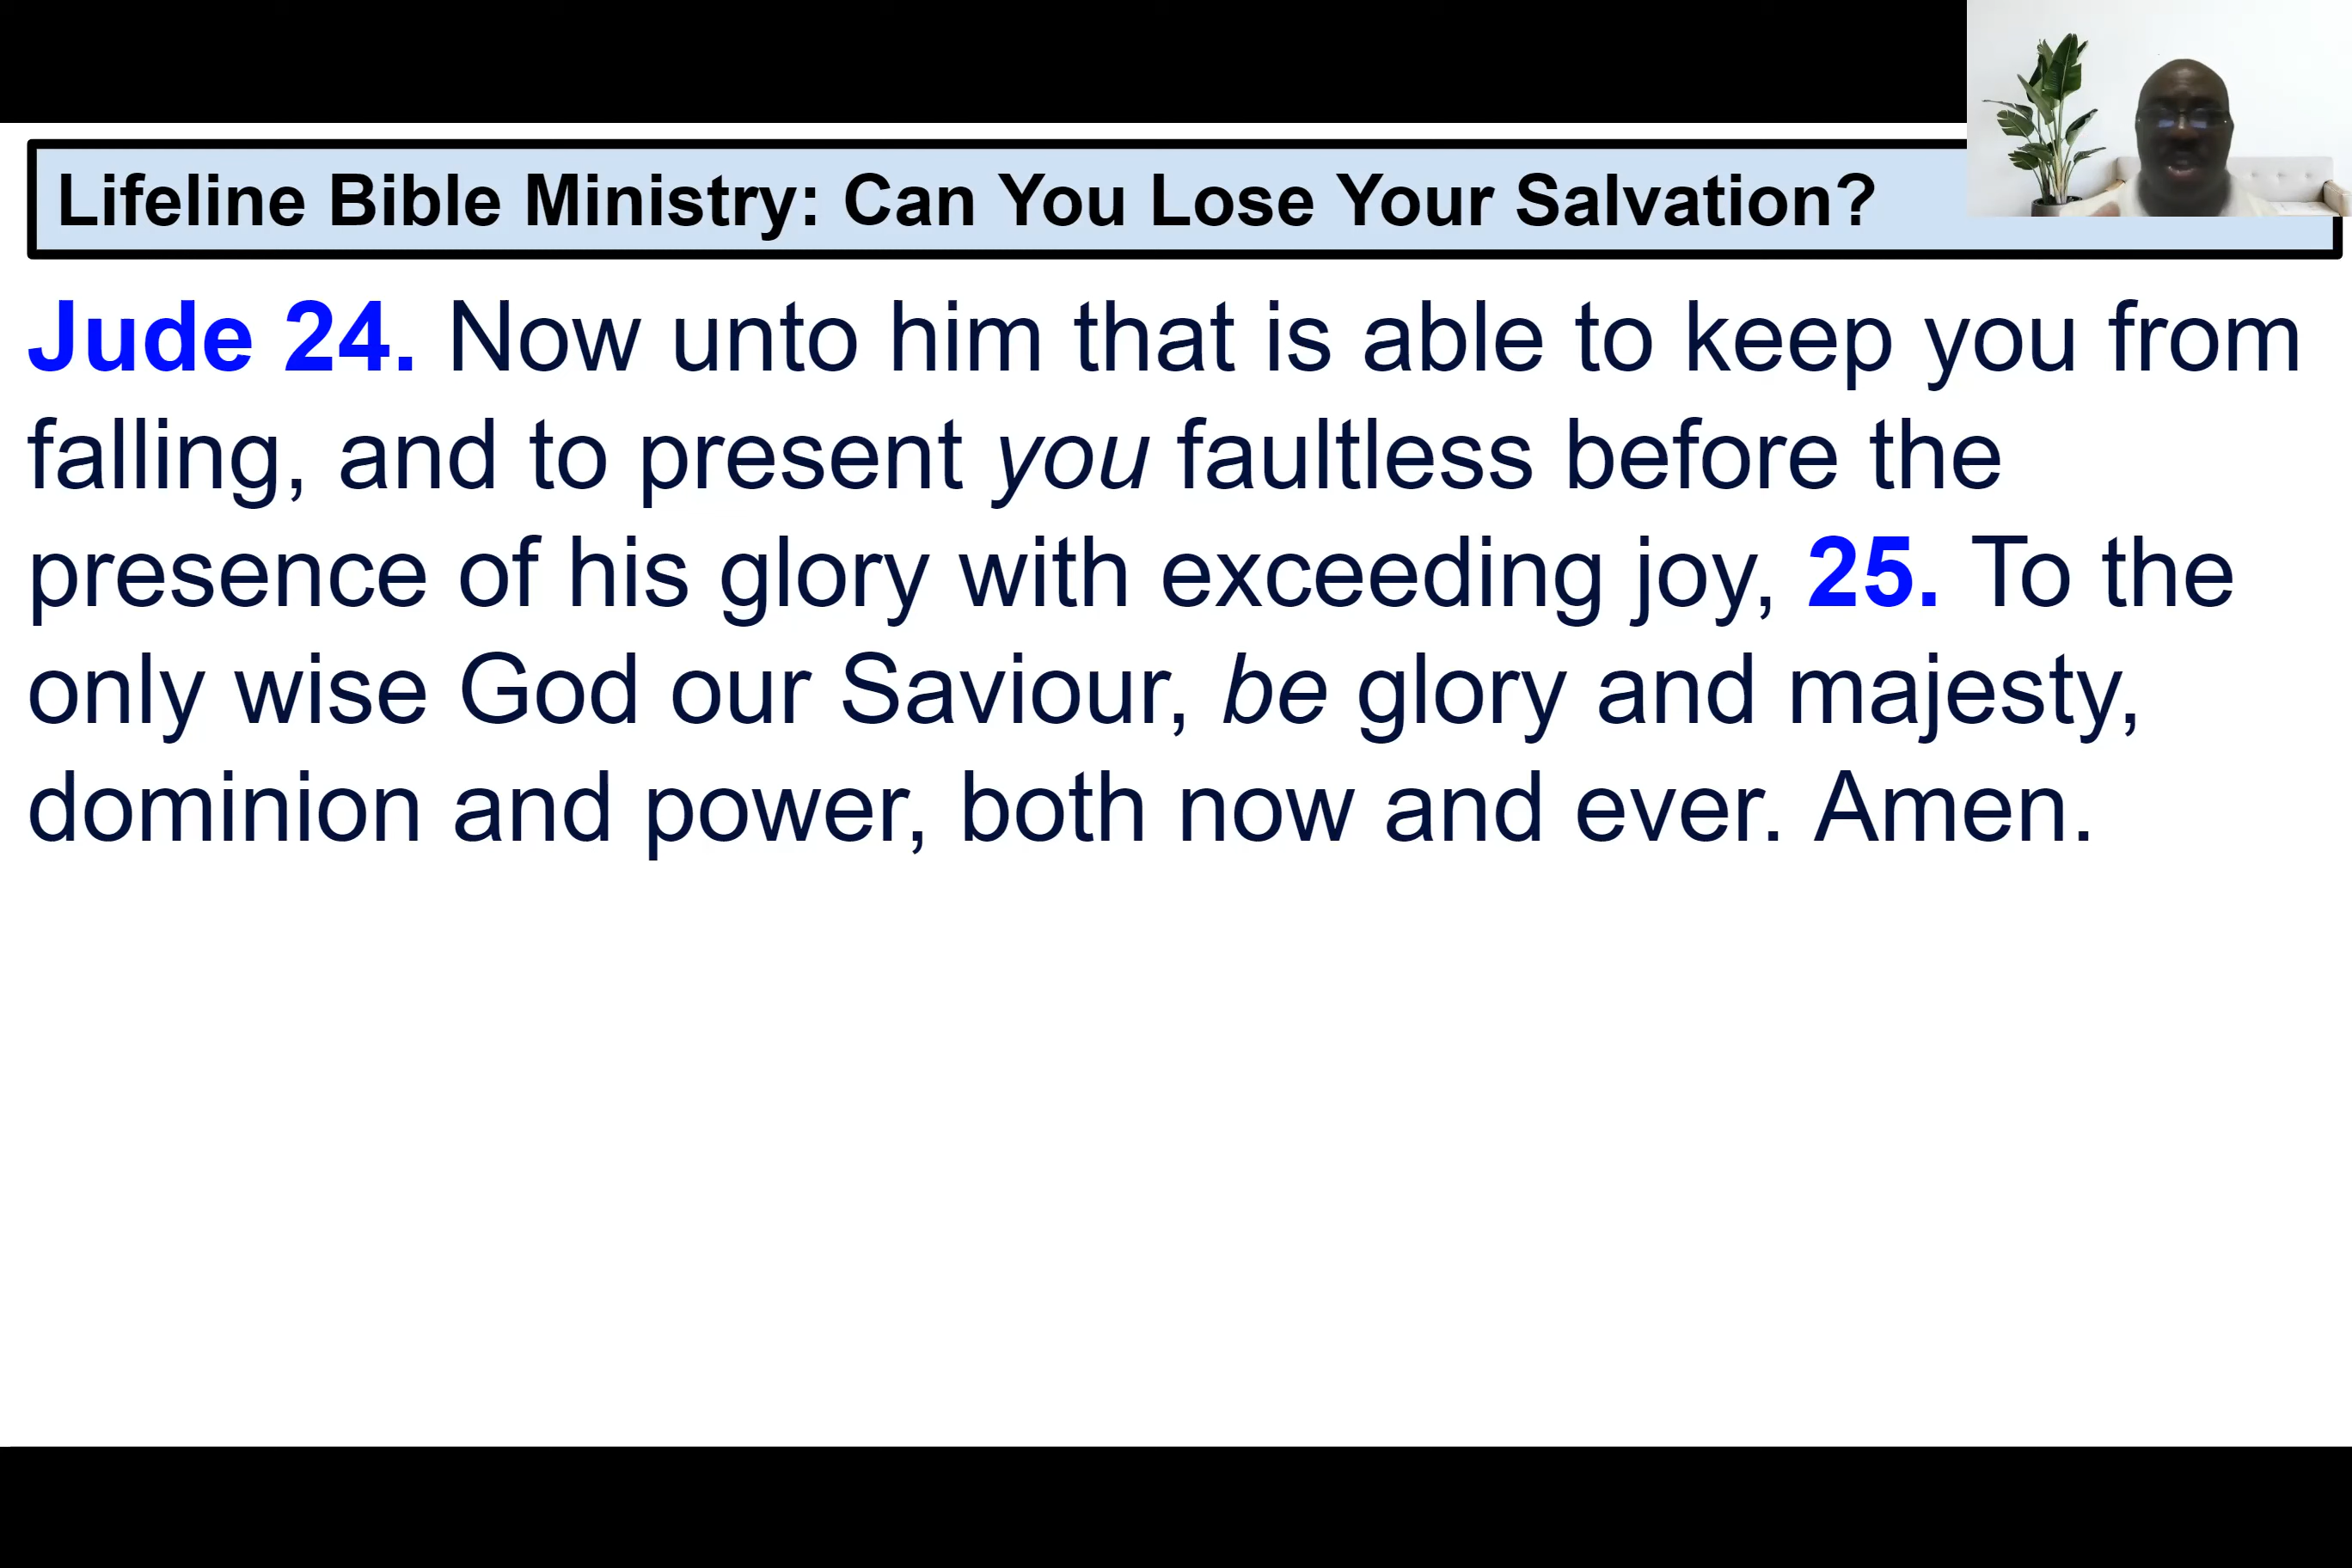 Lifeline Bible Ministry: Can You Lose Your Salvation?
Jude 24. Now unto him that is able to keep you from
falling, and to present you faultless before the
presence of his glory with exceeding joy, 25. To the
only wise God our Saviour, be glory and majesty,
dominion and power, both now and ever. Amen.